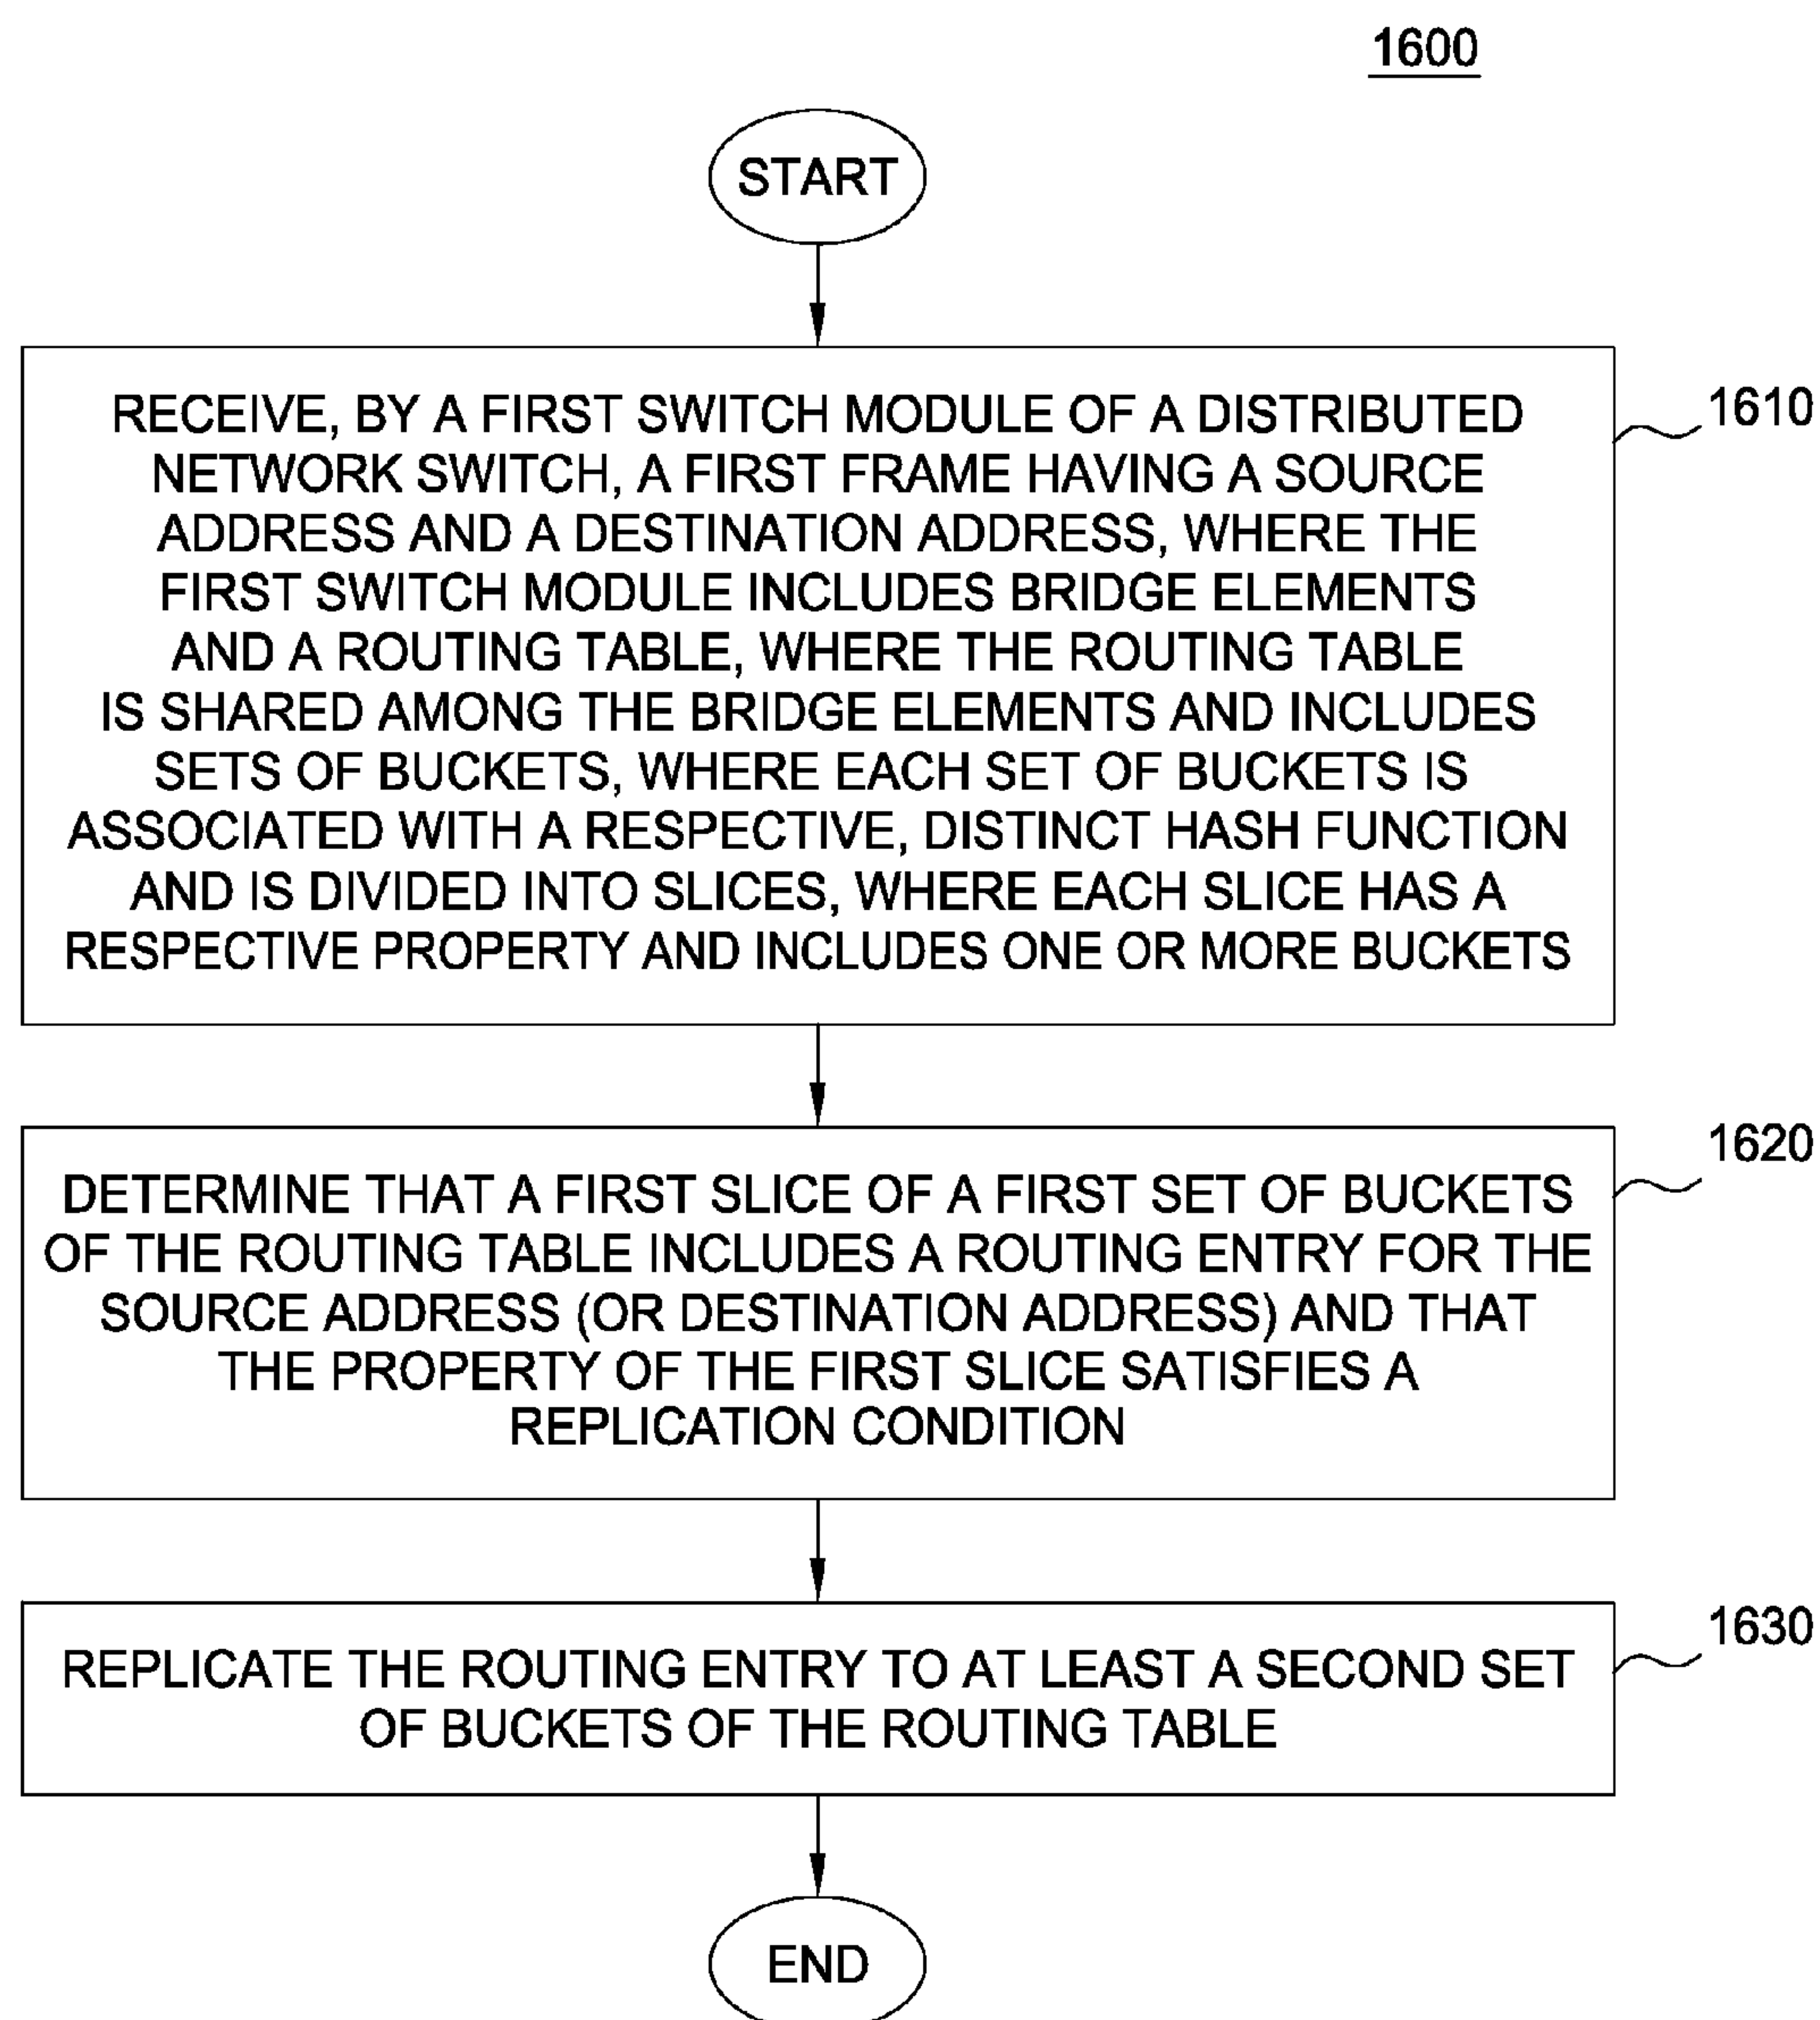 1600
START
RECEIVE, BY A FIRST SWITCH MODULE OF A DISTRIBUTED
NETWORK SWITCH, A FIRST FRAME HAVING A SOURCE
ADDRESS AND A DESTINATION ADDRESS, WHERE THE
FIRST SWITCH MODULE INCLUDES BRIDGE ELEMENTS
AND A ROUTING TABLE, WHERE THE ROUTING TABLE
IS SHARED AMONG THE BRIDGE ELEMENTS AND INCLUDES
SETS OF BUCKETS, WHERE EACH SET OF BUCKETS IS
ASSOCIATED WITH A RESPECTIVE, DISTINCT HASH FUNCTION
AND IS DIVIDED INTO SLICES, WHERE EACH SLICE HAS A
RESPECTIVE PROPERTY AND INCLUDES ONE OR MORE BUCKETS
1610
DETERMINE THAT A FIRST SLICE OF A FIRST SET OF BUCKETS
OF THE ROUTING TABLE INCLUDES A ROUTING ENTRY FOR THE
SOURCE ADDRESS (OR DESTINATION ADDRESS) AND THAT
THE PROPERTY OF THE FIRST SLICE SATISFIES A
REPLICATION CONDITION
1620
REPLICATE THE ROUTING ENTRY TO AT LEAST A SECOND SET
OF BUCKETS OF THE ROUTING TABLE
1630
END